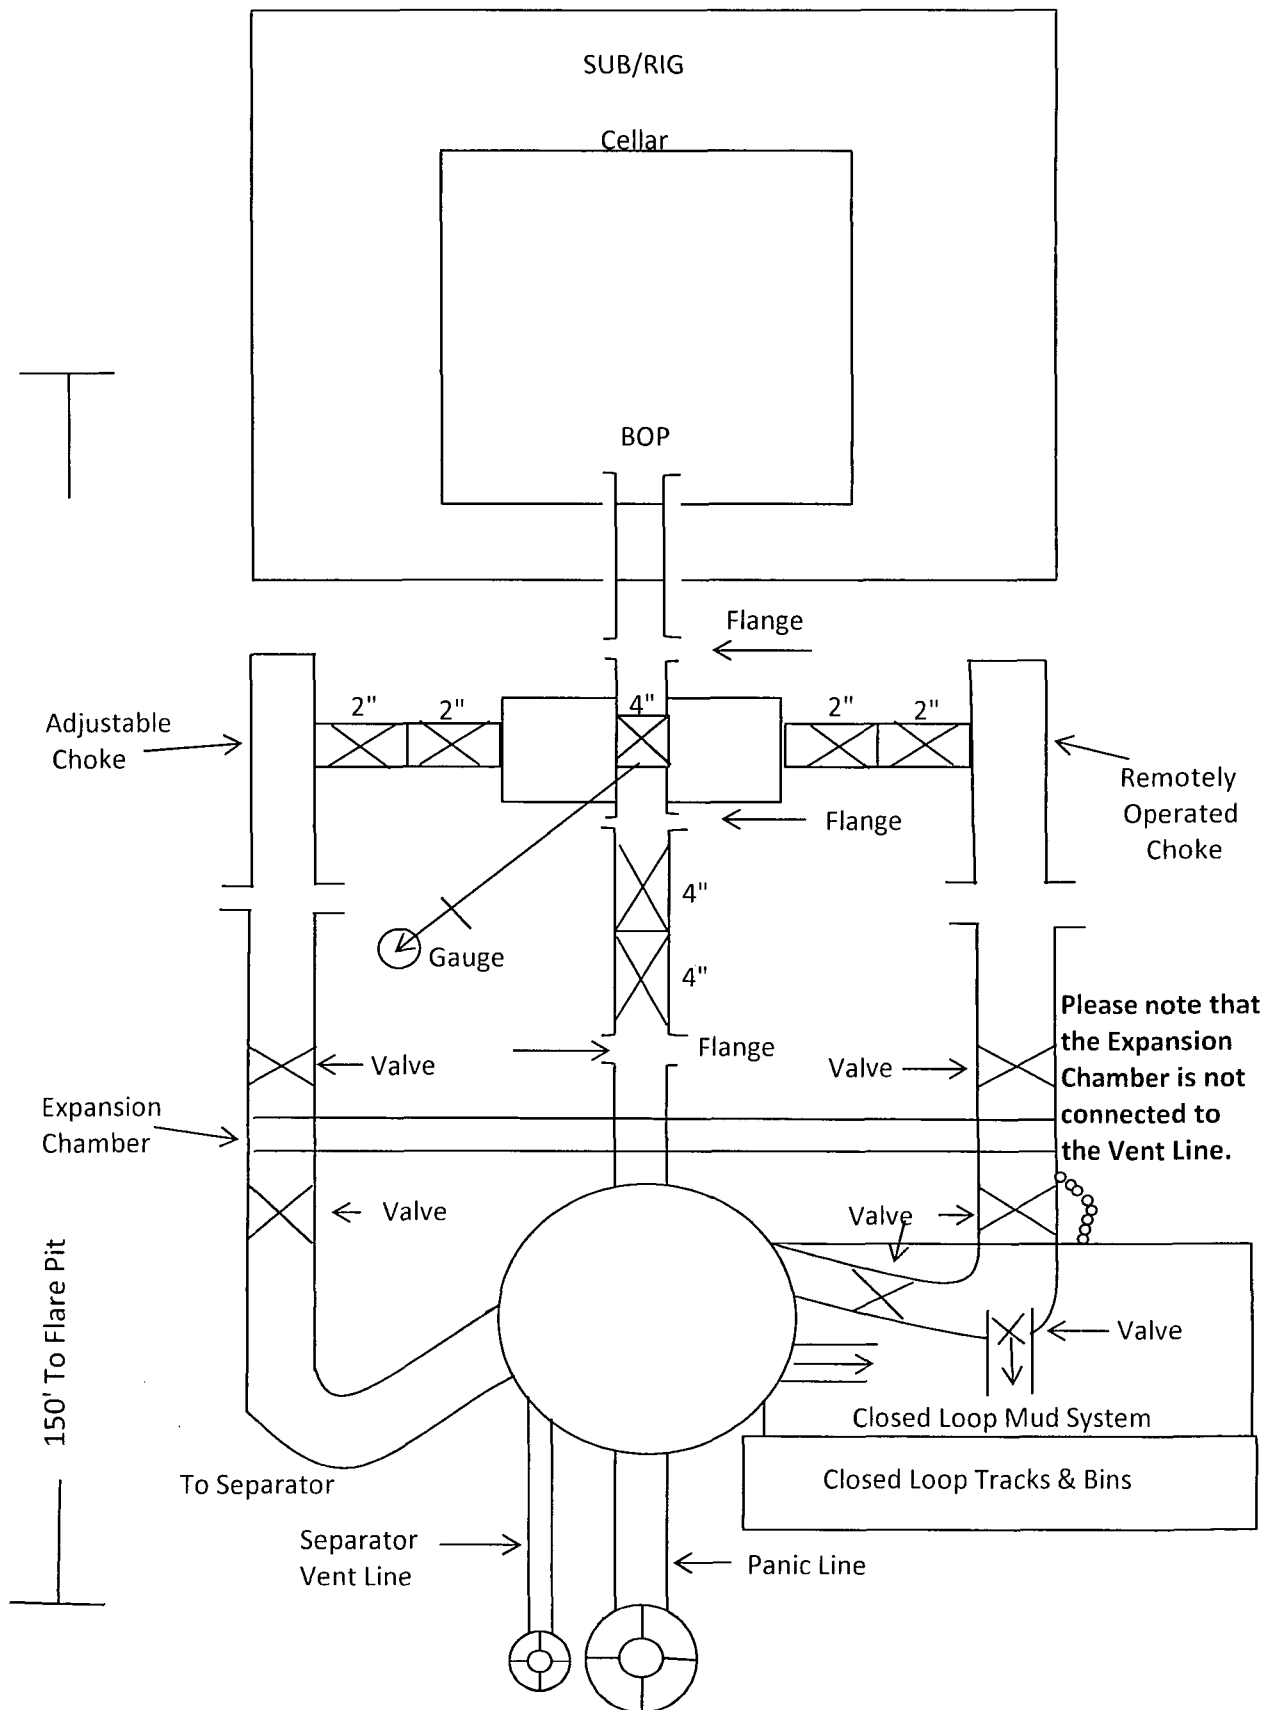 SUB/RIG
Cellar
BOP
Flange
2"
2"
4"
2"
2"
Adjustable
Choke
Remotely
Operated
Choke
Flange
4"
Gauge
4"
Please note that
the Expansion
Chamber is not
connected to
the Vent Line.
Flange
Valve
Valve
Expansion
Chamber
Valve
Valve
150' To Flare Pit
Valve
Closed Loop Mud System
To Separator
Closed Loop Tracks & Bins
Separator
Vent Line
Panic Line